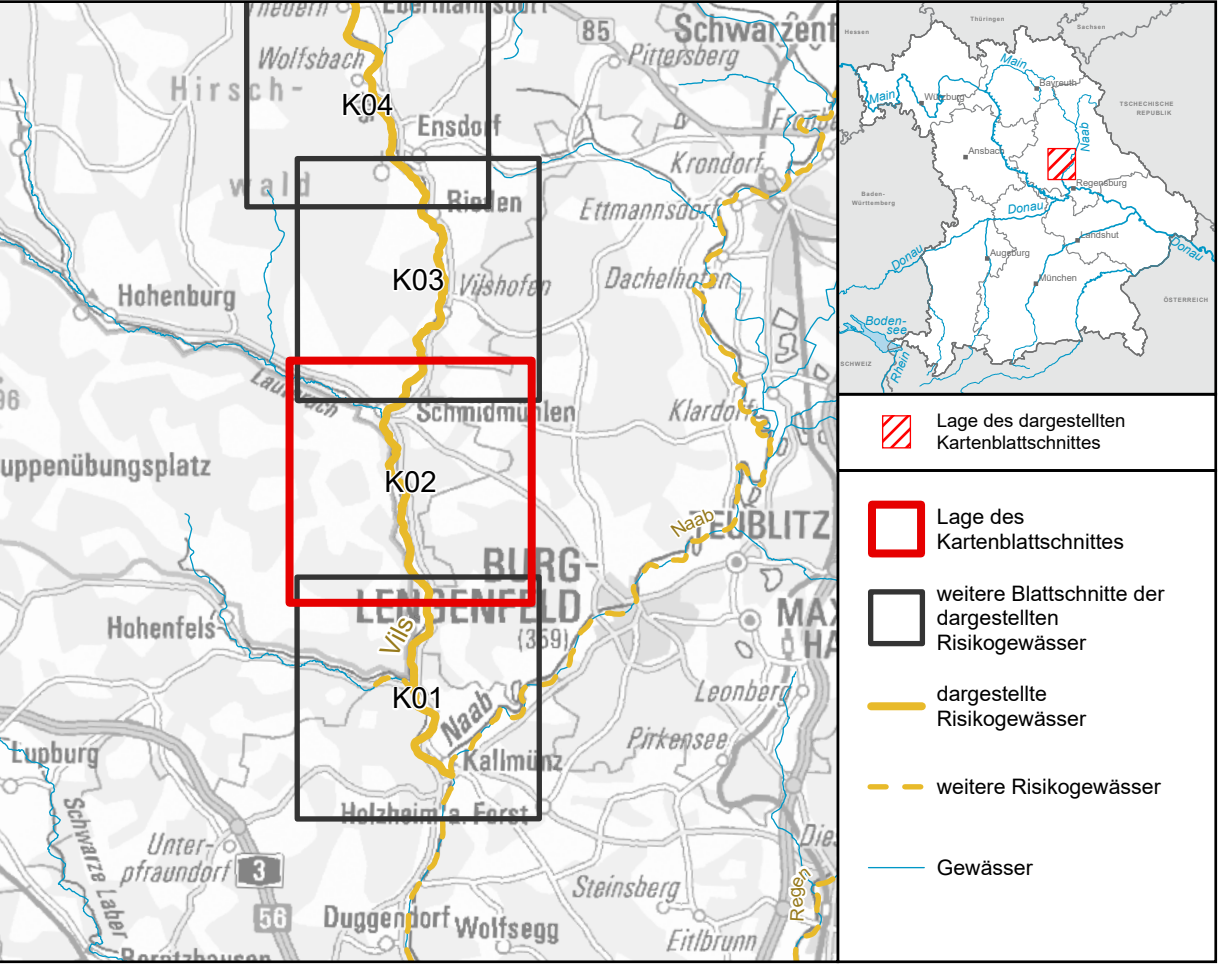 85
Wolfsbach
Pittersberg
Hirsch-
K04
Ensdorf
Krondorf
wald
Rieden
Ettmannsdorf
K03
Vilshofen
Dachelhofen
Hohenburg
Schmidmühlen
Klardorf
K02
Naab
TEUBLITZ
BURG-
LENGENFELD
(359)
Hohenfels
Vils
K01
Naab
Leonberg
Pirkensee
Kallmünz
Lupburg
Holzheim a. Forst
Schwarze Laber
Unter-
pfraundorf
3
56
Steinsberg
Regen
Duggendorf
Wolfsegg
Eitlbrunn
Thüringen
Sachsen
Hessen
Main
Bayreuth
Main
Würzburg
TSCHECHISCHE
REPUBLIK
Naab
Ansbach
Regensburg
Baden-
Württemberg
Donau
Donau
Landshut
Donau
Augsburg
München
ÖSTERREICH
Boden-
see
Rhein
SCHWEIZ
Lage des dargestellten
Kartenblattschnittes
Lage des
Kartenblattschnittes
weitere Blattschnitte der
dargestellten
Risikogewässer
dargestellte
Risikogewässer
weitere Risikogewässer
Gewässer